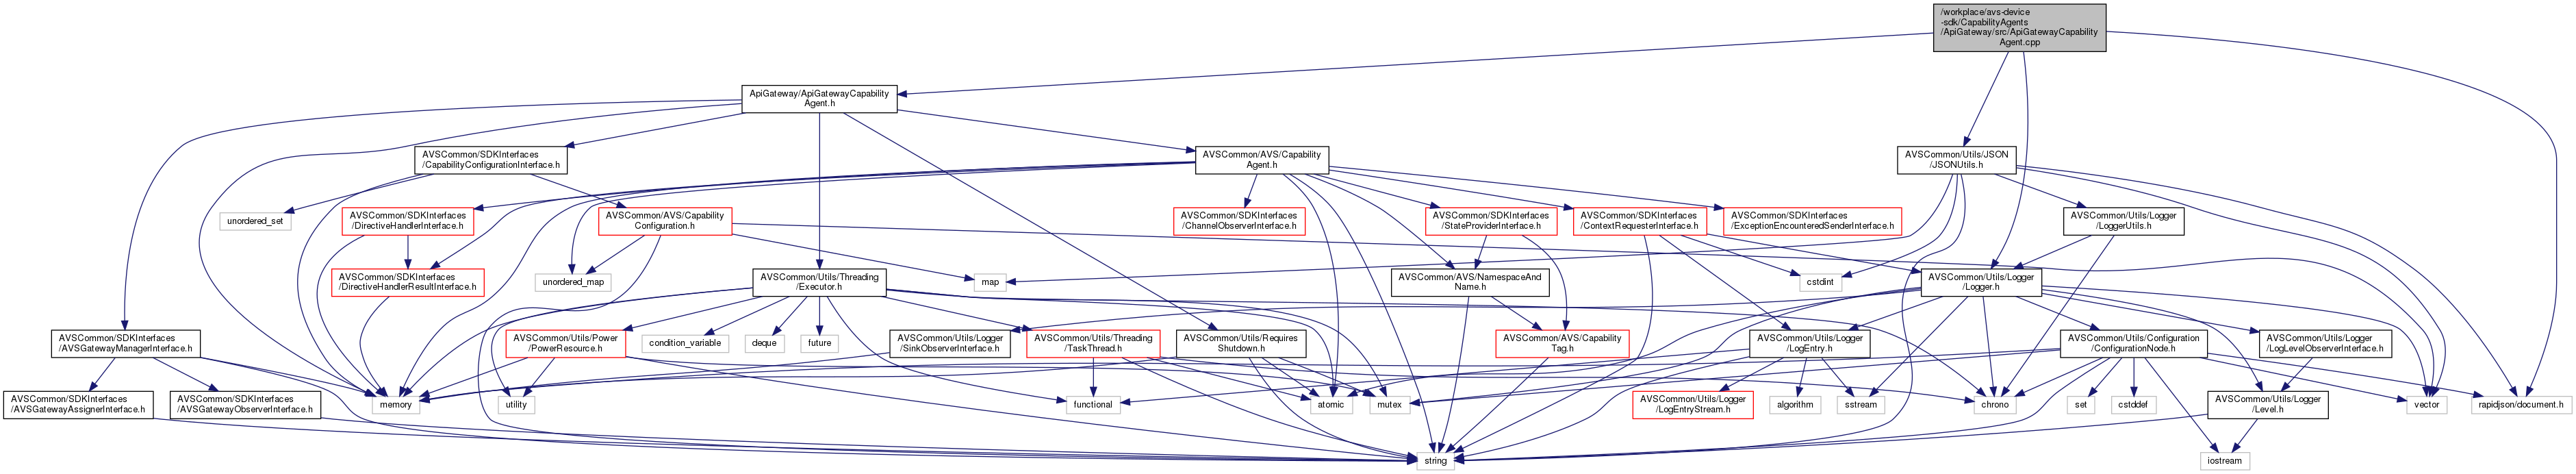 /workplace/avs-device
-sdk/CapabilityAgents
/ApiGateway/src/ApiGatewayCapability
Agent.cpp
ApiGateway/ApiGatewayCapability
Agent.h
AVSCommon/SDKInterfaces
/CapabilityConfigurationInterface.h
AVSCommon/AVS/Capability
Agent.h
AVSCommon/Utils/JSON
/JSONUtils.h
unordered_set
AVSCommon/SDKInterfaces
/DirectiveHandlerInterface.h
AVSCommon/AVS/Capability
Configuration.h
AVSCommon/SDKInterfaces
/ChannelObserverInterface.h
AVSCommon/SDKInterfaces
/StateProviderInterface.h
AVSCommon/SDKInterfaces
/ContextRequesterInterface.h
AVSCommon/SDKInterfaces
/ExceptionEncounteredSenderInterface.h
AVSCommon/Utils/Logger
/LoggerUtils.h
AVSCommon/SDKInterfaces
/DirectiveHandlerResultInterface.h
unordered_map
AVSCommon/Utils/Threading
/Executor.h
map
AVSCommon/AVS/NamespaceAnd
Name.h
cstdint
AVSCommon/Utils/Logger
/Logger.h
AVSCommon/SDKInterfaces
/AVSGatewayManagerInterface.h
AVSCommon/Utils/Power
/PowerResource.h
condition_variable
deque
future
AVSCommon/Utils/Logger
/SinkObserverInterface.h
AVSCommon/Utils/Threading
/TaskThread.h
AVSCommon/Utils/Requires
Shutdown.h
AVSCommon/AVS/Capability
Tag.h
AVSCommon/Utils/Logger
/LogEntry.h
AVSCommon/Utils/Configuration
/ConfigurationNode.h
AVSCommon/Utils/Logger
/LogLevelObserverInterface.h
AVSCommon/SDKInterfaces
/AVSGatewayAssignerInterface.h
AVSCommon/SDKInterfaces
/AVSGatewayObserverInterface.h
memory
utility
functional
atomic
mutex
AVSCommon/Utils/Logger
/LogEntryStream.h
algorithm
sstream
chrono
set
cstddef
AVSCommon/Utils/Logger
/Level.h
vector
rapidjson/document.h
string
iostream